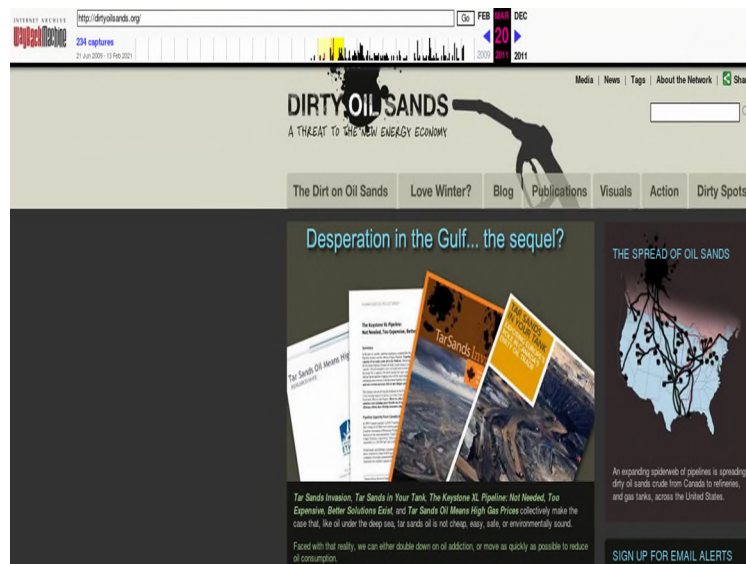 INTERNET ARCHIVE
WayBackMachine
http://dirtyoilsands.org/
Go
FEB MAR DEC
234 captures
20
21 Jun 2009 - 13 Feb 2021
2009 2011 2011
Media | News | Tags | About the Network | Shar
DIRTY OIL SANDS
A THREAT TO THE NEW ENERGY ECONOMY
The Dirt on Oil Sands
Love Winter?
Blog
Publications
Visuals
Action
Dirty Spots
Desperation in the Gulf... the sequel?
THE SPREAD OF OIL SANDS
Tar Sands Oil Means High
The Keystone XL Pipeline:
Not Needed, Too Expensive, Better
Tar Sands Inv
TAR SANDS
IN YOUR TANK
An expanding spiderweb of pipelines is spreading
dirty oil sands crude from Canada to refineries,
and gas tanks, across the United States.
Tar Sands Invasion, Tar Sands in Your Tank, The Keystone XL Pipeline: Not Needed, Too
Expensive, Better Solutions Exist, and Tar Sands Oil Means High Gas Prices collectively make the
case that, like oil under the deep sea, tar sands oil is not cheap, easy, safe, or environmentally sound.
Faced with that reality, we can either double down on oil addiction, or move as quickly as possible to reduce
oil consumption.
SIGN UP FOR EMAIL ALERTS